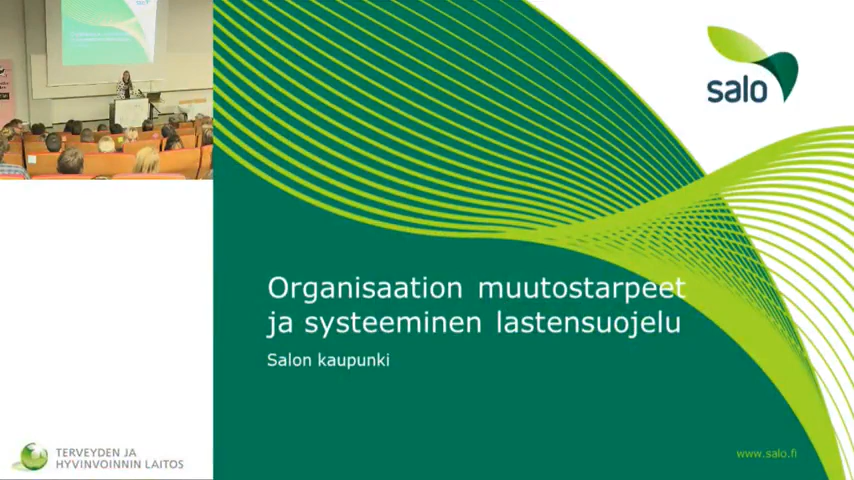 salo
Organisaation muutostarpeet
ja systeeminen lastensuojelu
Salon kaupunki
www.salo.fi
TERVEYDEN JA
HYVINVOINNIN LAITOS